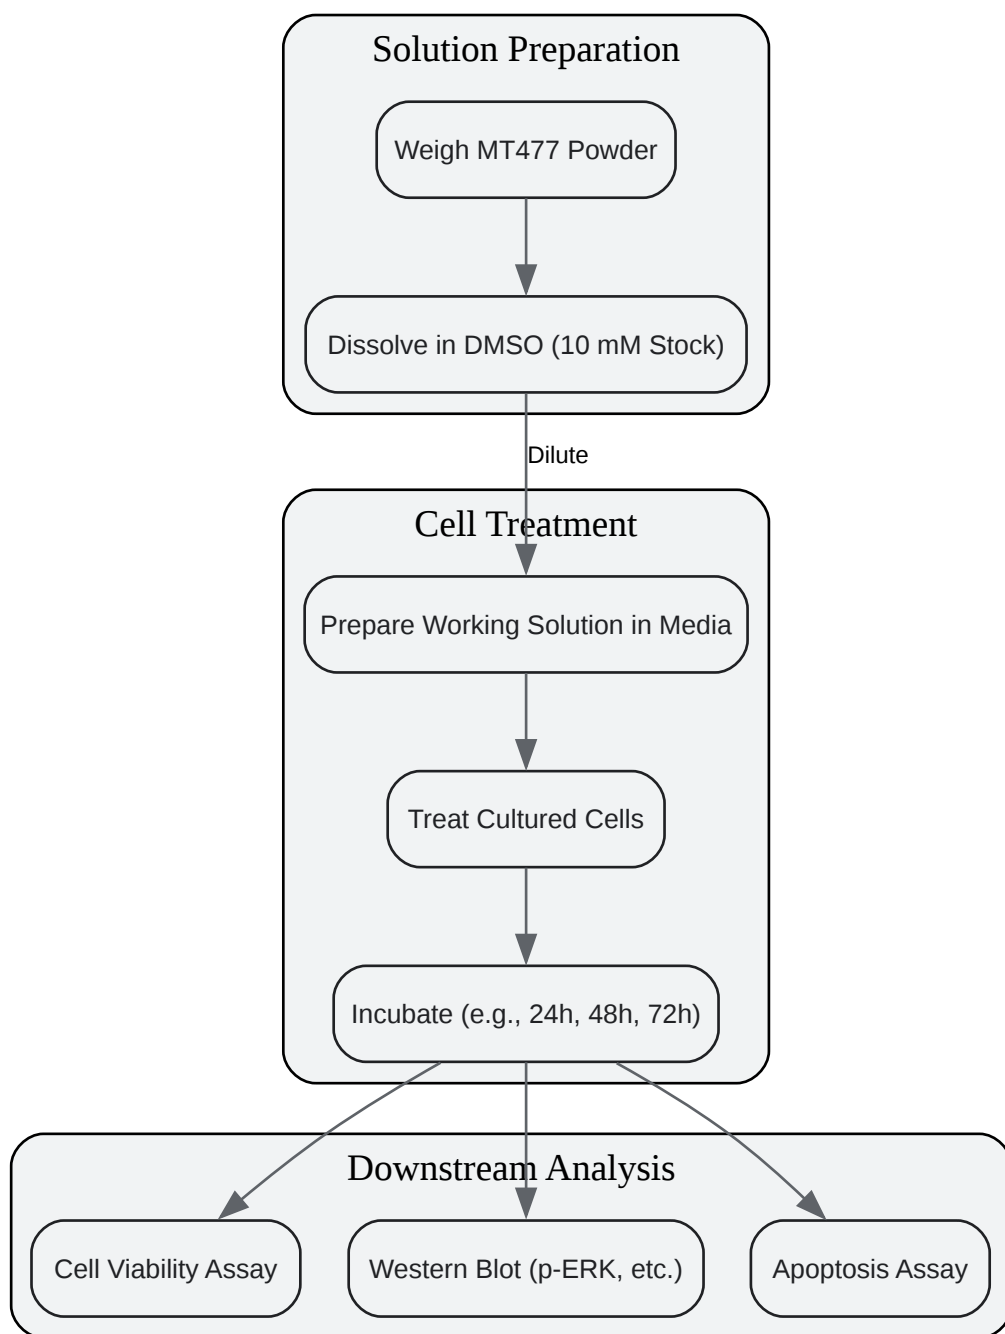 Solution Preparation
Weigh MT477 Powder
Dissolve in DMSO (10 mM Stock)
Dilute
Cell Treatment
Prepare Working Solution in Media
Treat Cultured Cells
Incubate (e.g., 24h, 48h, 72h)
Downstream Analysis
Cell Viability Assay
Western Blot (p-ERK, etc.)
Apoptosis Assay